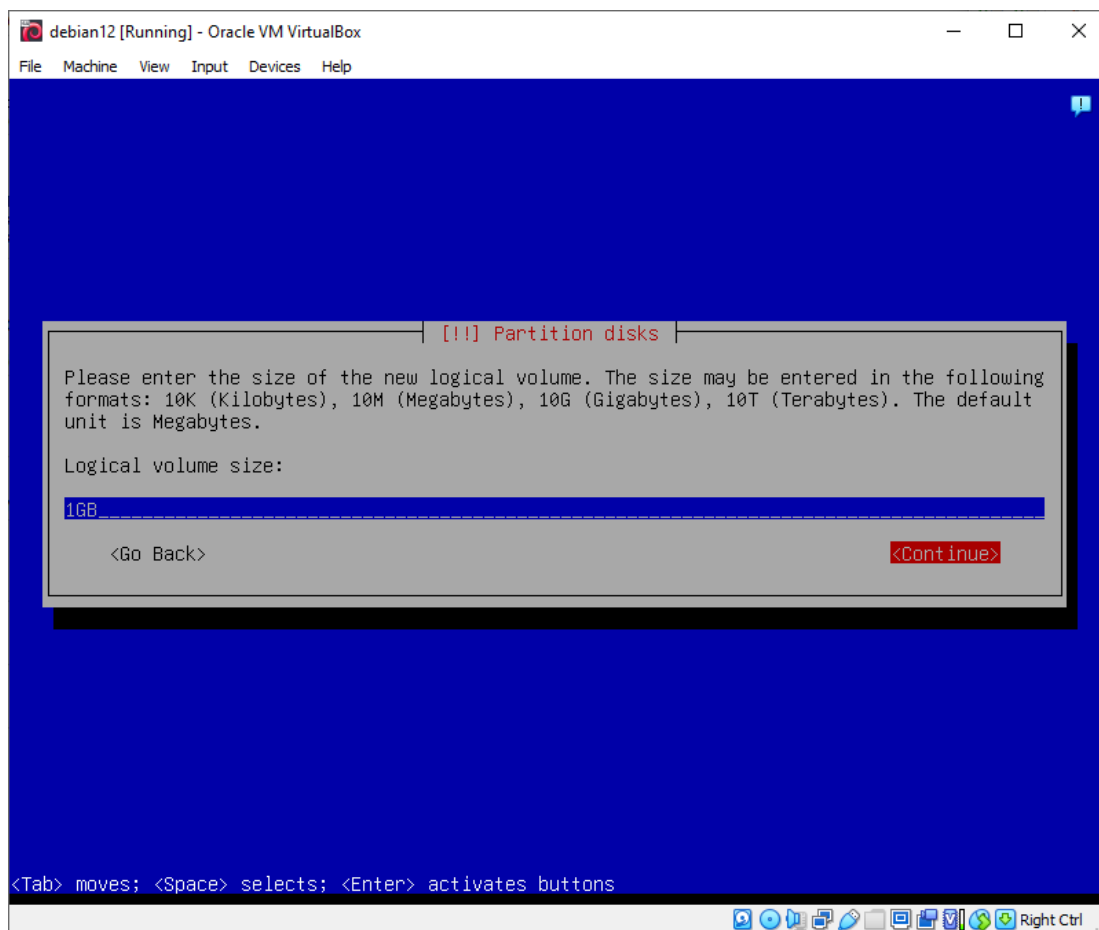 debian12 [Running] - Oracle VM VirtualBox
File Machine View Input Devices Help
[!!] Partition disks
Please enter the size of the new logical volume. The size may be entered in the following
formats: 10K (Kilobytes), 10M (Megabytes), 10G (Gigabytes), 10T (Terabytes). The default
unit is Megabytes.
Logical volume size:
1GB
<Go Back> <Continue>
<Tab> moves; <Space> selects; <Enter> activates buttons
Right Ctrl